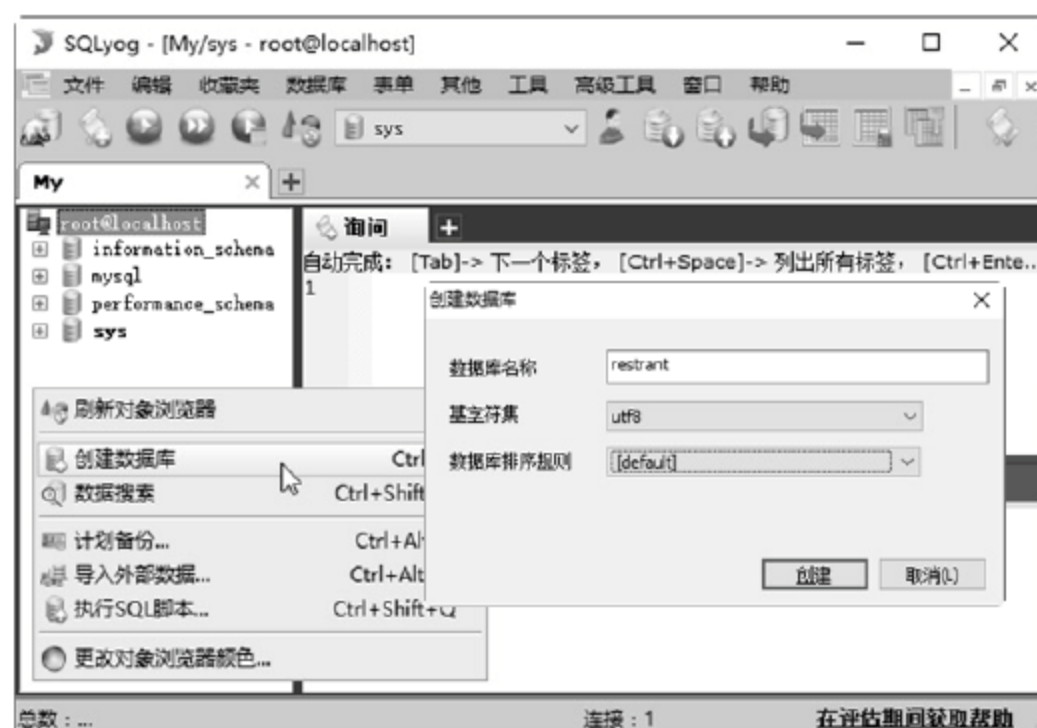 SQLyog - [My/sys - root@localhost]
文件 编辑 收藏夹 数据库 表单 其他 工具 高级工具 窗口 帮助
sys
My
root@localhost
information_schema
mysql
performance_schema
sys
询问
自动完成: [Tab]-> 下一个标签, [Ctrl+Space]-> 列出所有标签, [Ctrl+Ente...
1
刷新对象浏览器
创建数据库 Ctrl
数据搜索 Ctrl+Shift
计划备份... Ctrl+Al
导入外部数据... Ctrl+Alt
执行SQL脚本... Ctrl+Shift+Q
更改对象浏览器颜色...
创建数据库
数据库名称 restrant
基字符集 utf8
数据库排序规则 [default]
创建 取消(L)
总数:... 连接:1 在评估期间获取帮助